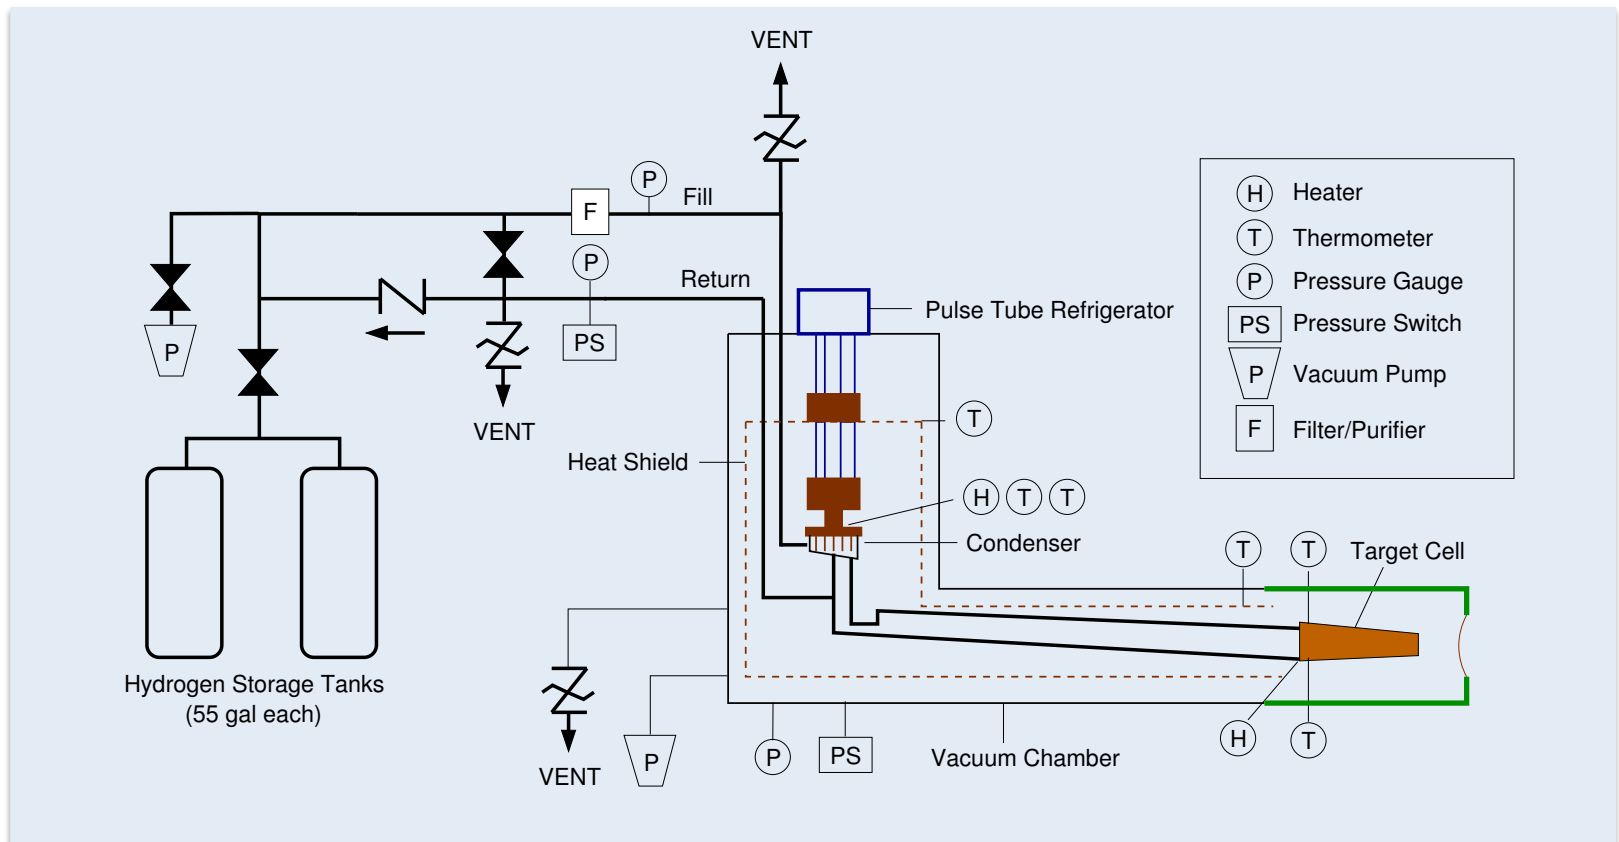 VENT
P
Fill
F
P
Return
P
PS
VENT
Pulse Tube Refrigerator
T
Heat Shield
H T T
Condenser
T T Target Cell
Hydrogen Storage Tanks
(55 gal each)
VENT
P
P
PS
Vacuum Chamber
H
T
H Heater
T Thermometer
P Pressure Gauge
PS Pressure Switch
P Vacuum Pump
F Filter/Purifier